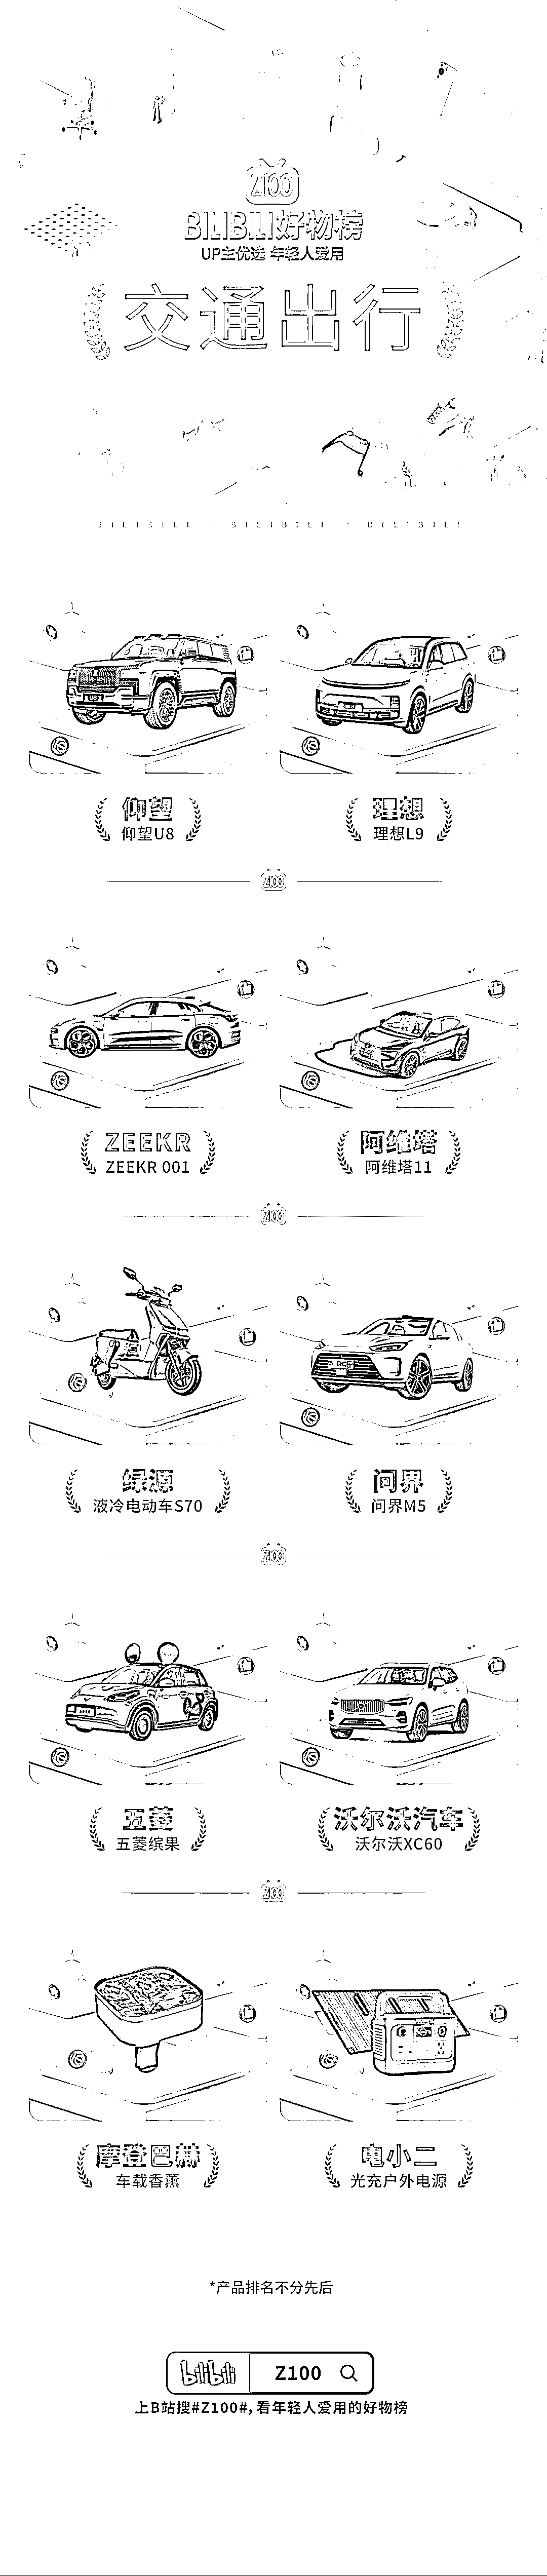 Z100
BILIBILI好物榜
UP主优选 年轻人爱用
交通出行
BILIBILI · BILIBILI · BILIBILI
仰望
仰望U8
理想
理想L9
Z100
ZEEKR
ZEEKR 001
阿维塔
阿维塔11
Z100
绿源
液冷电动车S70
问界
问界M5
Z100
五菱
五菱缤果
沃尔沃汽车
沃尔沃XC60
Z100
摩登巴赫
车载香薰
电小二
光充户外电源
*产品排名不分先后
bilibili Z100
上B站搜#Z100#,看年轻人爱用的好物榜